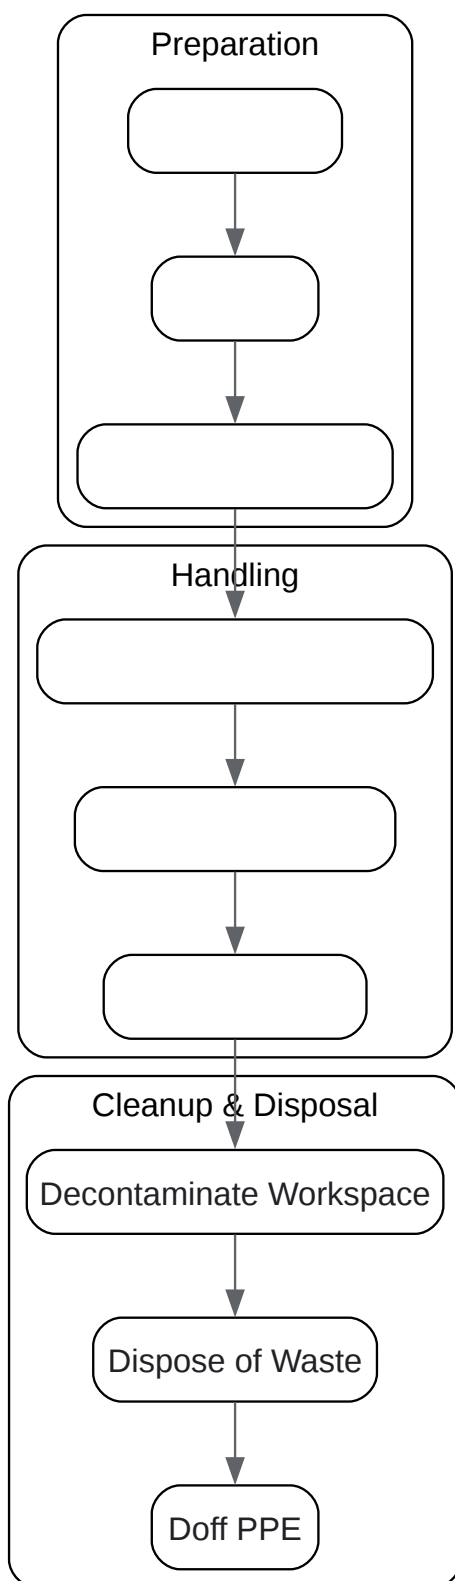 Preparation
Handling
Cleanup & Disposal
Decontaminate Workspace
Dispose of Waste
Doff PPE